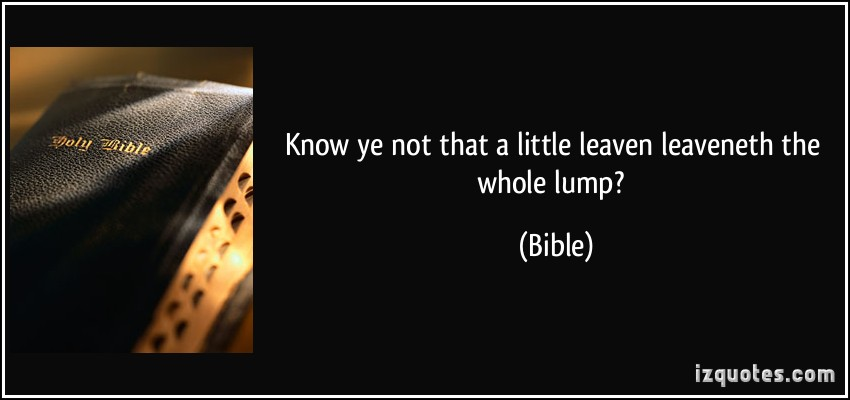 Holy Bible
Know ye not that a little leaven leaveneth the
whole lump?
(Bible)
izquotes.com